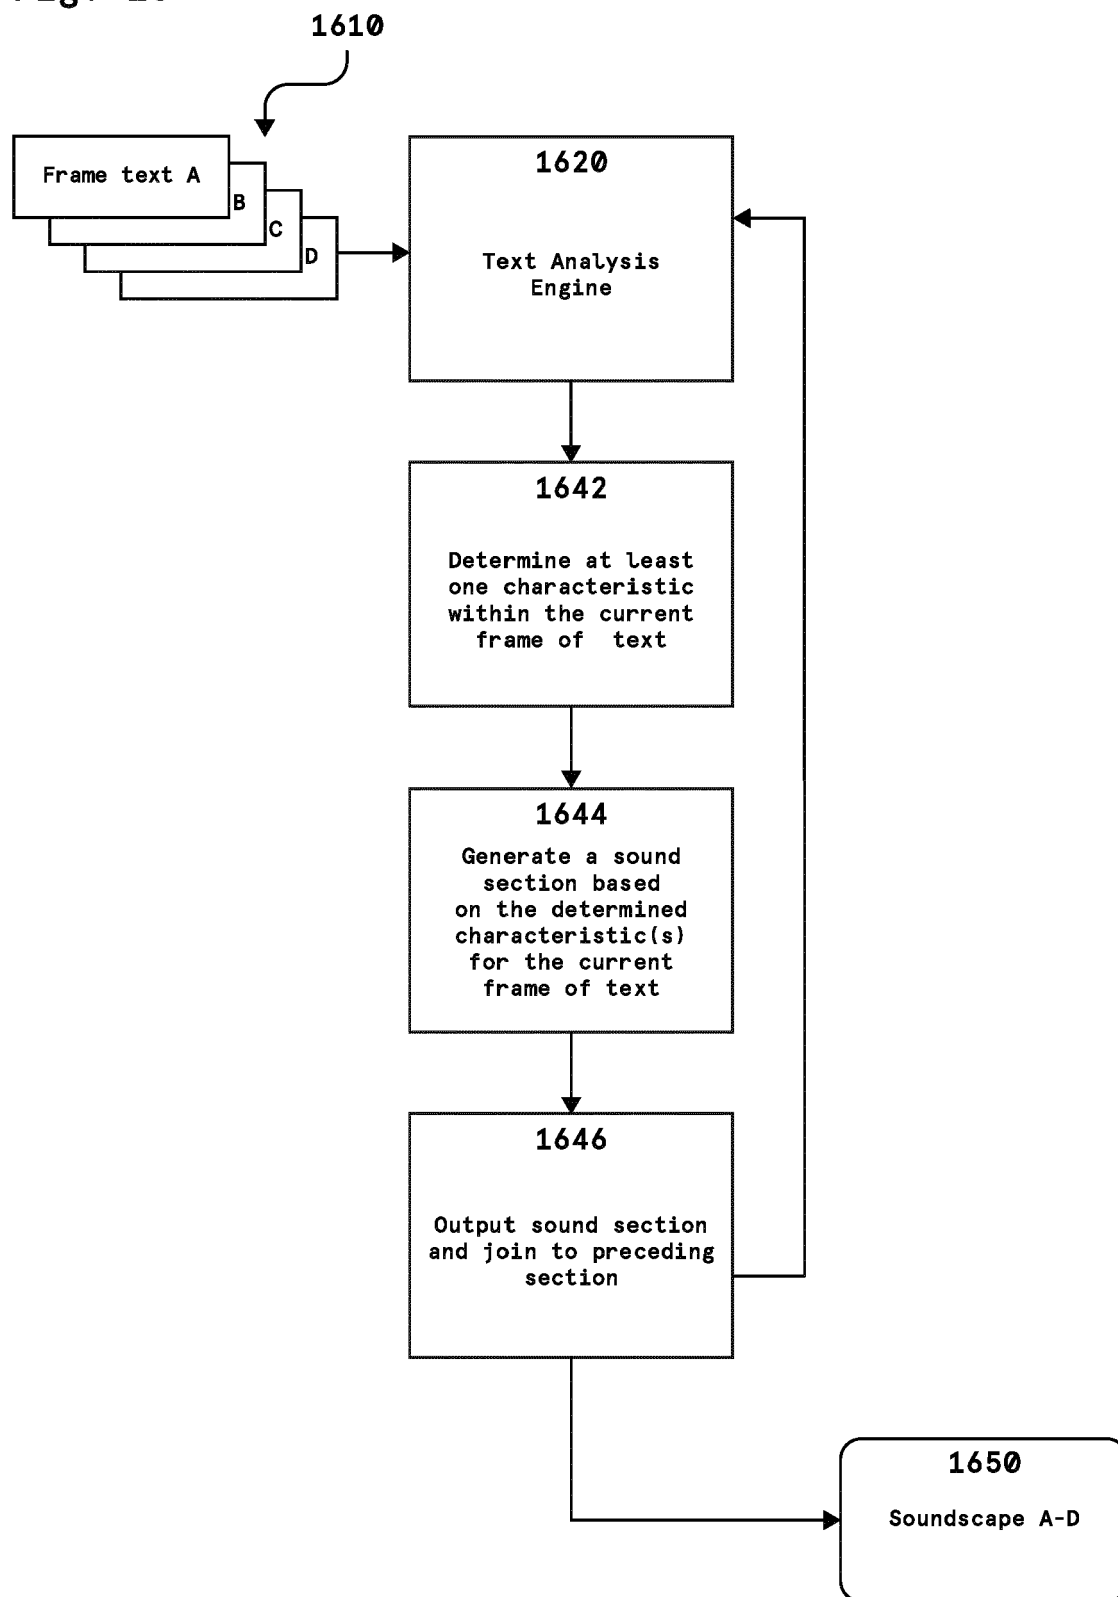 1610
Frame text A
B
C
D
1620
Text Analysis
Engine
1642
Determine at least
one characteristic
within the current
frame of  text
1644
Generate a sound
section based
on the determined
characteristic(s)
for the current
frame of text
1646
Output sound section
and join to preceding
section
1650
Soundscape A-D